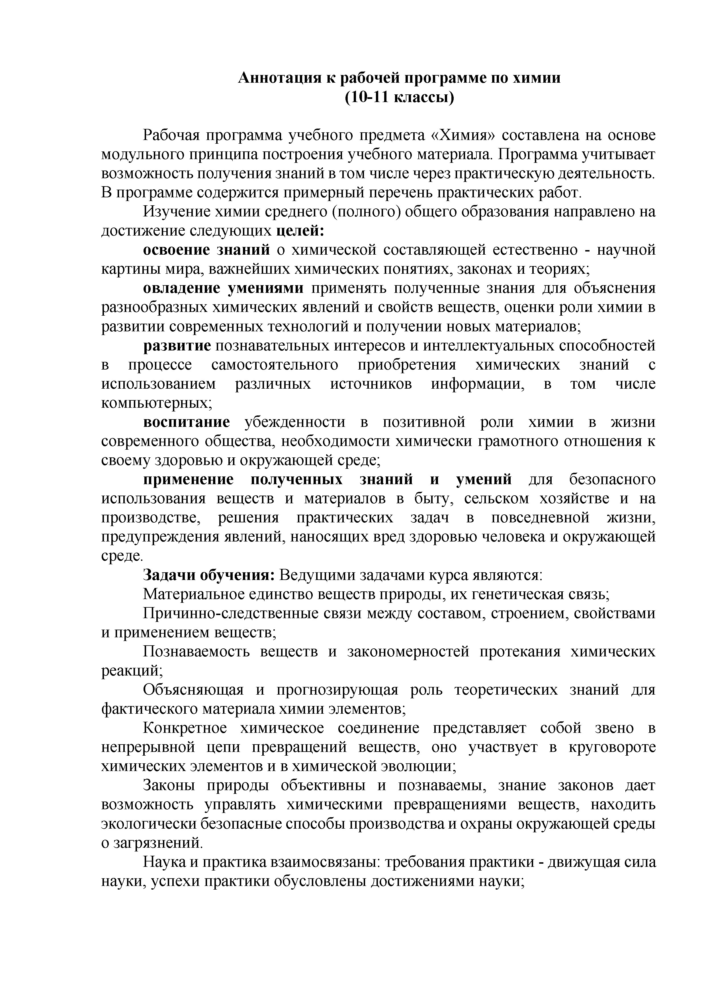 Аннотация к рабочей программе по химии
(10-11 классы)
Рабочая программа учебного предмета «Химия» составлена на основе
модульного принципа построения учебного материала. Программа учитывает
возможность получения знаний в том числе через практическую деятельность.
В программе содержится примерный перечень практических работ.
Изучение химии среднего (полного) общего образования направлено на
достижение следующих целей:
освоение знаний о химической составляющей естественно - научной
картины мира, важнейших химических понятиях, законах и теориях;
овладение умениями применять полученные знания для объяснения
разнообразных химических явлений и свойств веществ, оценки роли химии в
развитии современных технологий и получении новых материалов;
развитие познавательных интересов и интеллектуальных способностей
в процессе самостоятельного приобретения химических знаний с
использованием различных источников информации, в том числе
компьютерных;
воспитание убежденности в позитивной роли химии в жизни
современного общества, необходимости химически грамотного отношения к
своему здоровью и окружающей среде;
применение полученных знаний и умений для безопасного
использования веществ и материалов в быту, сельском хозяйстве и на
производстве, решения практических задач в повседневной жизни,
предупреждения явлений, наносящих вред здоровью человека и окружающей
среде.
Задачи обучения: Ведущими задачами курса являются:
Материальное единство веществ природы, их генетическая связь;
Причинно-следственные связи между составом, строением, свойствами
и применением веществ;
Познаваемость веществ и закономерностей протекания химических
реакций;
Объясняющая и прогнозирующая роль теоретических знаний для
фактического материала химии элементов;
Конкретное химическое соединение представляет собой звено в
непрерывной цепи превращений веществ, оно участвует в круговороте
химических элементов и в химической эволюции;
Законы природы объективны и познаваемы, знание законов дает
возможность управлять химическими превращениями веществ, находить
экологически безопасные способы производства и охраны окружающей среды
о загрязнений.
Наука и практика взаимосвязаны: требования практики - движущая сила
науки, успехи практики обусловлены достижениями науки;